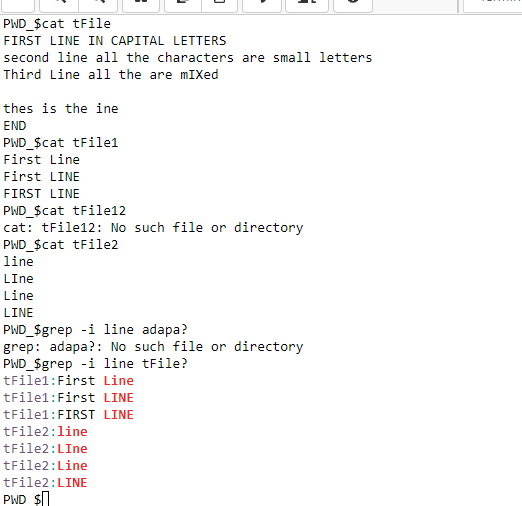 PWD_$cat tFile
FIRST LINE IN CAPITAL LETTERS
second line all the characters are small letters
Third Line all the are mIXed

thes is the ine
END
PWD_$cat tFile1
First Line
First LINE
FIRST LINE
PWD_$cat tFile12
cat: tFile12: No such file or directory
PWD_$cat tFile2
line
LIne
Line
LINE
PWD_$grep -i line adapa?
grep: adapa?: No such file or directory
PWD_$grep -i line tFile?
tFile1:First Line
tFile1:First LINE
tFile1:FIRST LINE
tFile2:line
tFile2:LIne
tFile2:Line
tFile2:LINE
PWD $